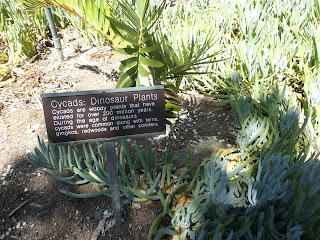 Cycads: Dinosaur Plants
Cycads are woody plants that have
existed for over 200 million years.
During the age of dinosaurs
cycads were common along with ferns,
gingkos, redwoods and other conifers.